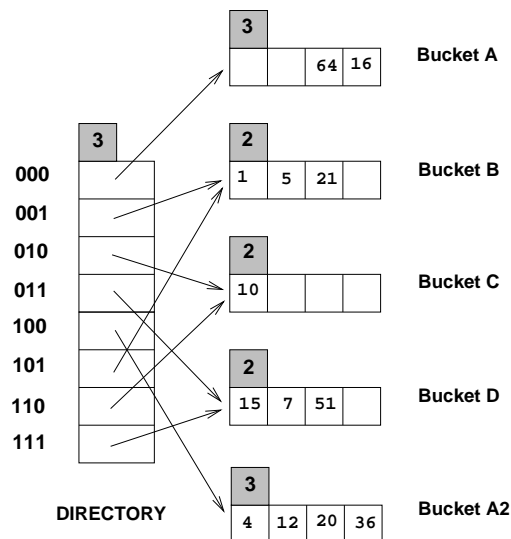 3
64 16
Bucket A
3
2
000
1 5 21
Bucket B
001
010
2
011
10
Bucket C
100
101
2
110
15 7 51
Bucket D
111
3
DIRECTORY
4 12 20 36
Bucket A2